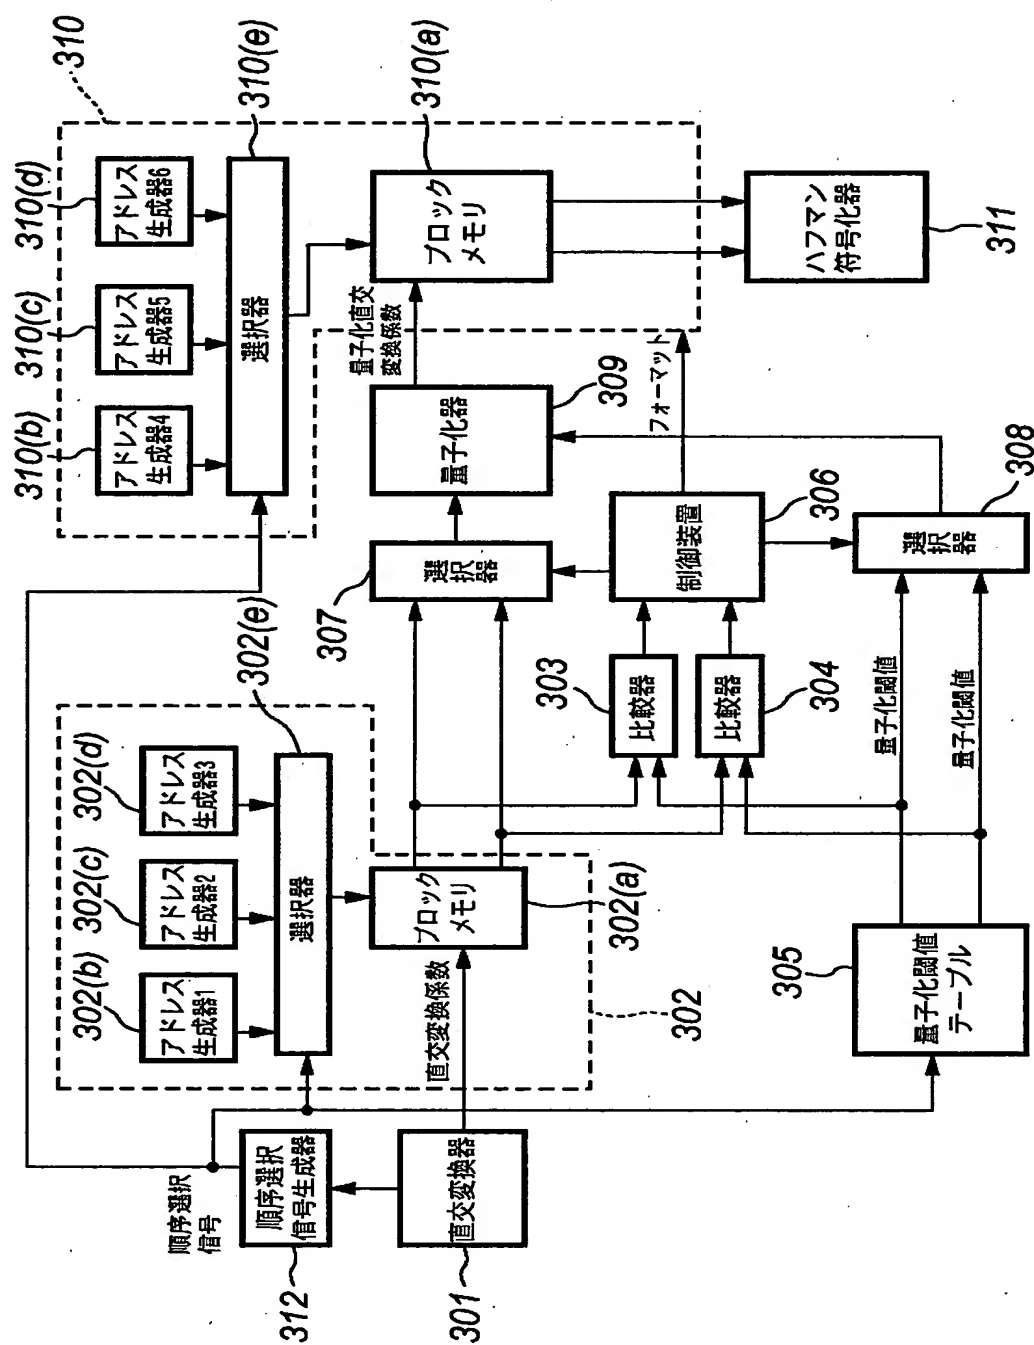 310
310(d)
310(c)
310(b)
310(e)
310(a)
アドレス
生成器6
アドレス
生成器5
アドレス
生成器4
選択器
ブロック
メモリ
ハフマン
符号化器
311
量子化直交
変換係数
量子化器
309
フォーマット
選択器
307
制御装置
306
選択器
308
302(e)
302(d)
302(c)
302(b)
アドレス
生成器3
アドレス
生成器2
アドレス
生成器1
選択器
ブロック
メモリ
302(a)
302
303
比較器
304
比較器
量子化閾値
量子化閾値
直交変換係数
305
量子化閾値
テーブル
順序選択
信号
順序選択
信号生成器
312
直交変換器
301